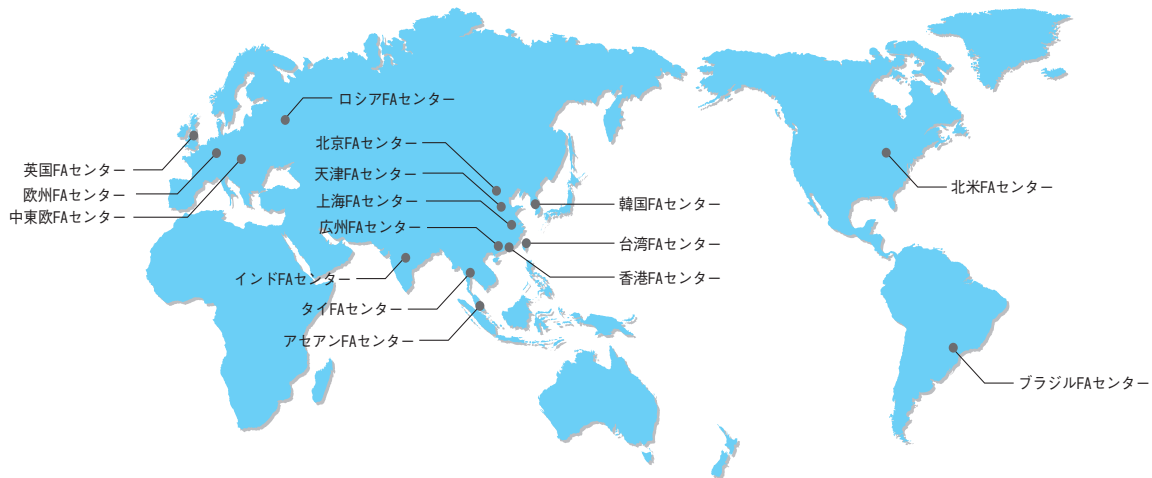 ロシアFAセンター
北京FAセンター
英国FAセンター
天津FAセンター
北米FAセンター
欧州FAセンター
上海FAセンター
韓国FAセンター
中東欧FAセンター
広州FAセンター
台湾FAセンター
インドFAセンター
香港FAセンター
タイFAセンター
アセアンFAセンター
ブラジルFAセンター